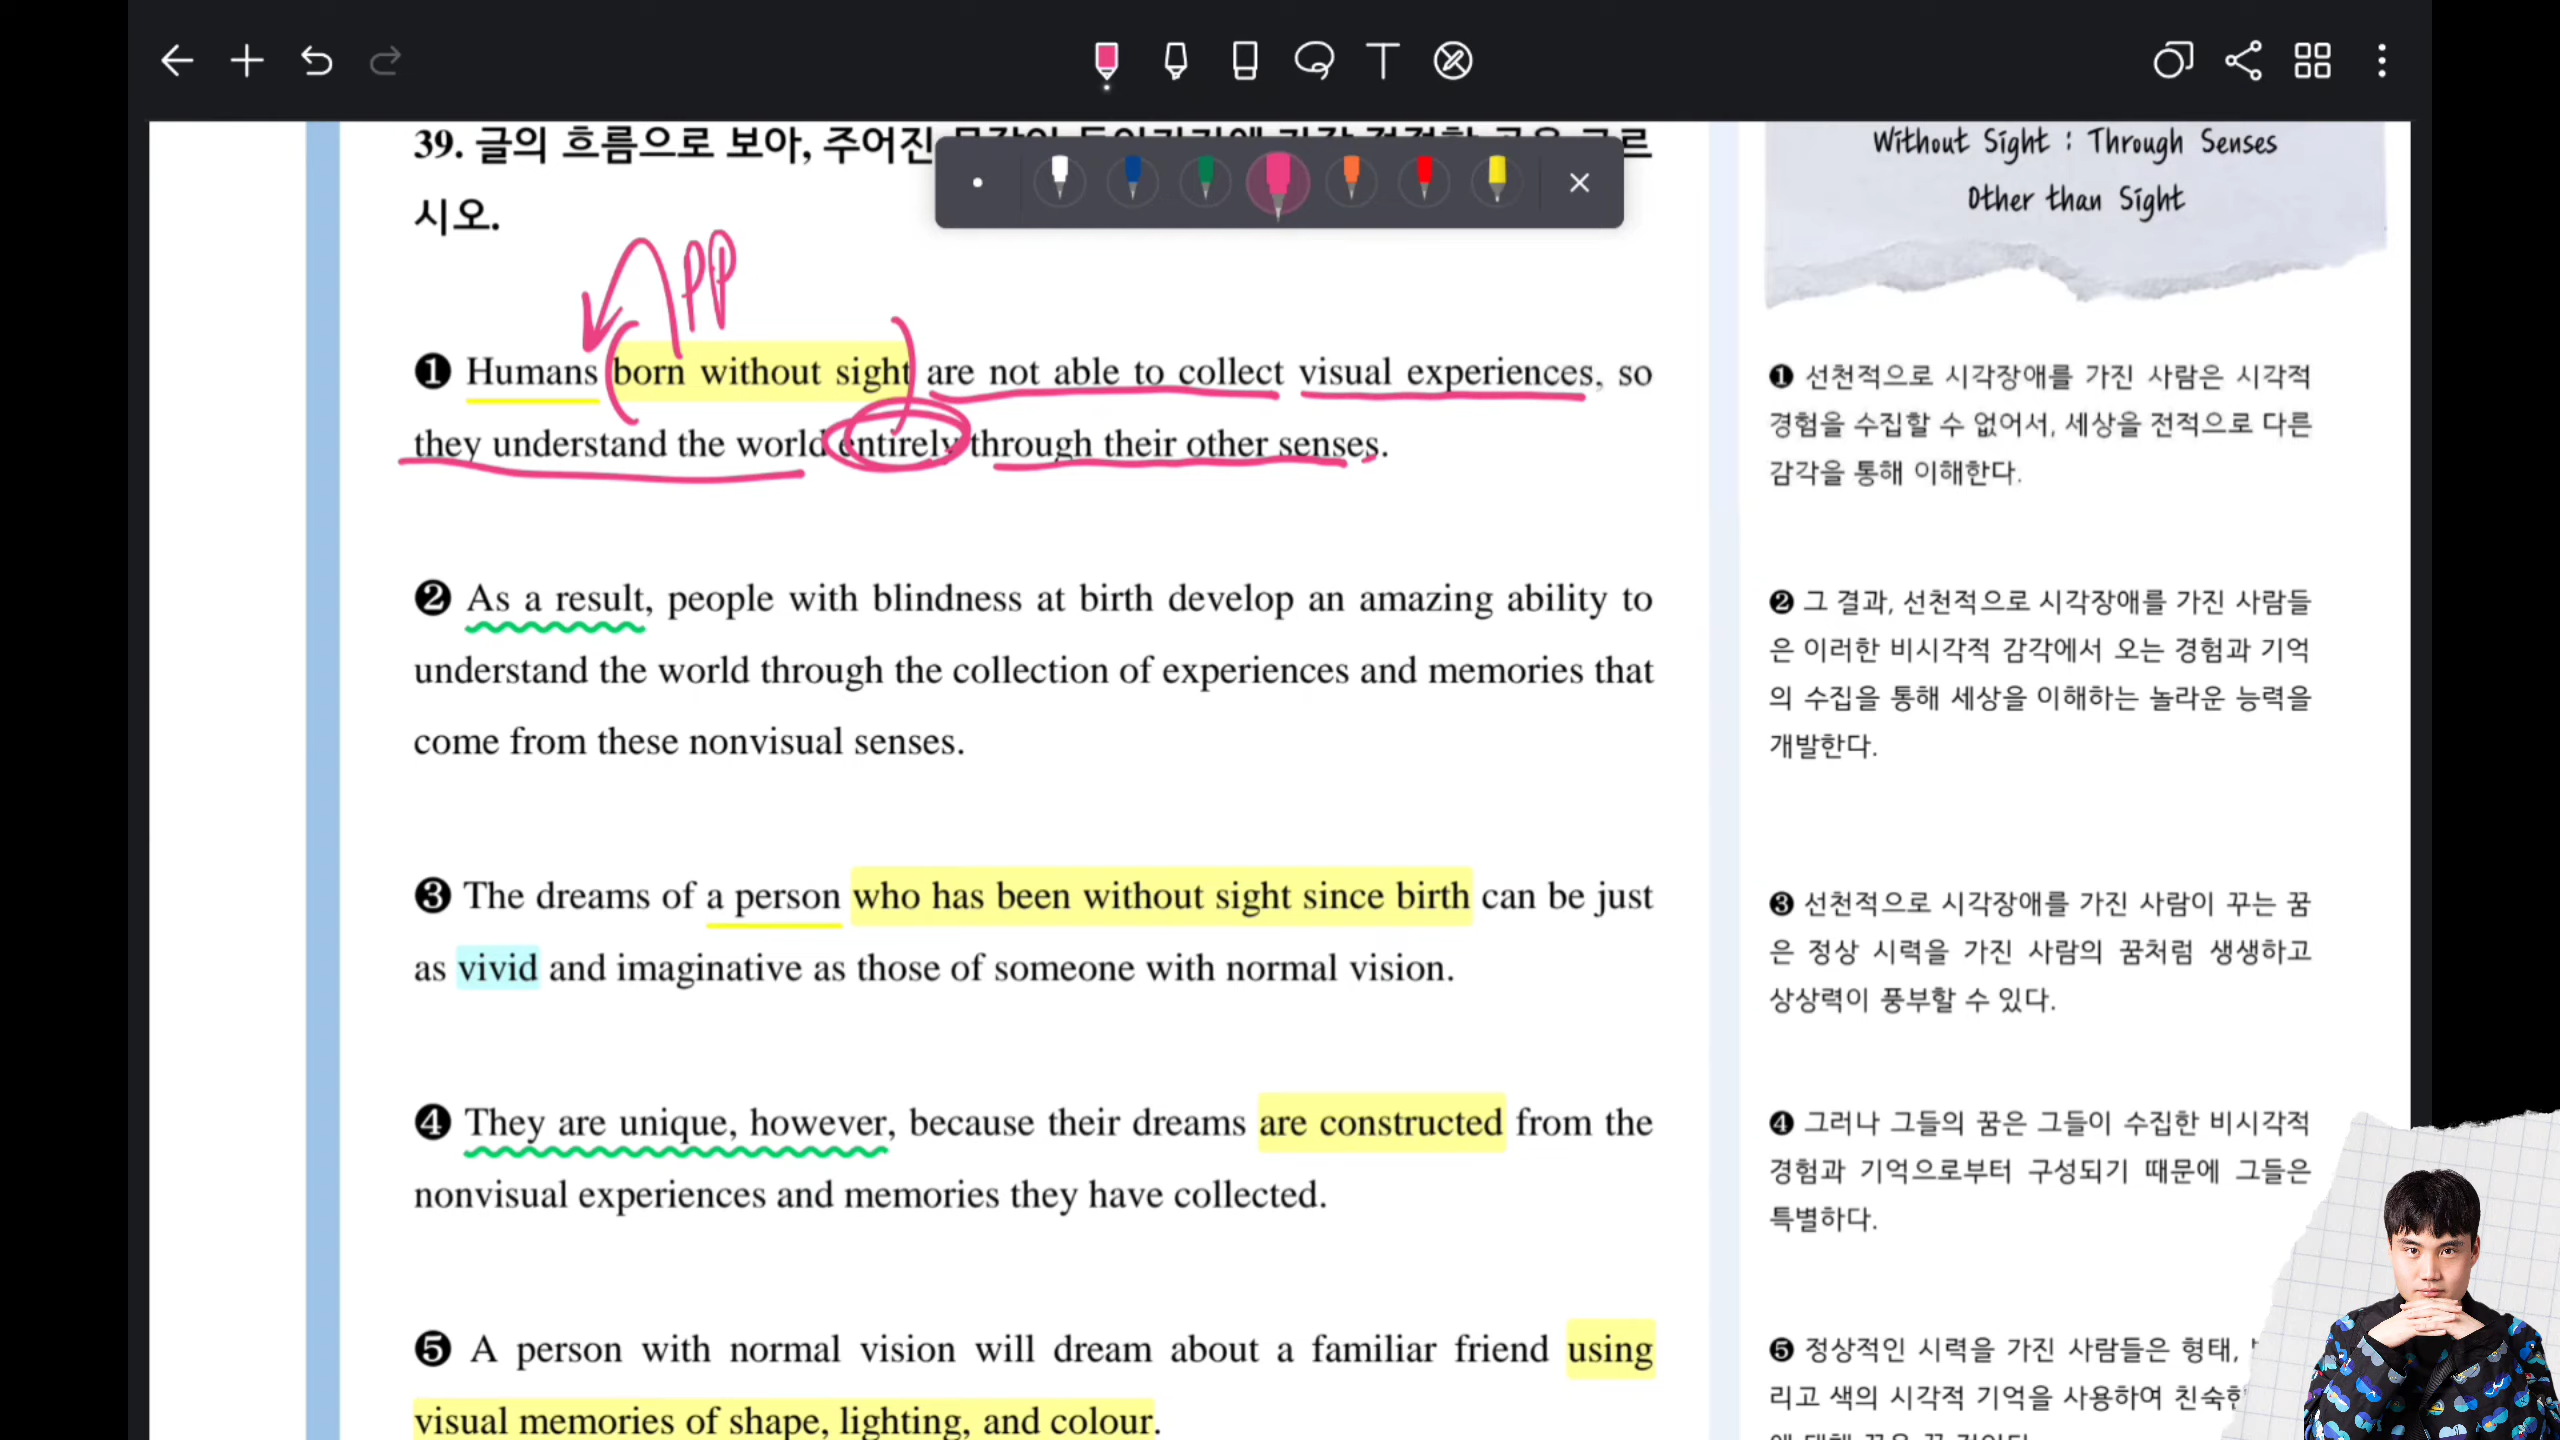 39. 글의 흐름으로 보아, 주어진
르
시오.
PP
❶ Humans born without sight are not able to collect visual experiences, so
they understand the world entirely through their other senses.
❷ As a result, people with blindness at birth develop an amazing ability to
understand the world through the collection of experiences and memories that
come from these nonvisual senses.
❸ The dreams of a person who has been without sight since birth can be just
as vivid and imaginative as those of someone with normal vision.
❹ They are unique, however, because their dreams are constructed from the
nonvisual experiences and memories they have collected.
❺ A person with normal vision will dream about a familiar friend using
visual memories of shape, lighting, and colour.
Without Sight : Through Senses
Other than Sight
❶ 선천적으로 시각장애를 가진 사람은 시각적
경험을 수집할 수 없어서, 세상을 전적으로 다른
감각을 통해 이해한다.
❷ 그 결과, 선천적으로 시각장애를 가진 사람들
은 이러한 비시각적 감각에서 오는 경험과 기억
의 수집을 통해 세상을 이해하는 놀라운 능력을
개발한다.
❸ 선천적으로 시각장애를 가진 사람이 꾸는 꿈
은 정상 시력을 가진 사람의 꿈처럼 생생하고
상상력이 풍부할 수 있다.
❹ 그러나 그들의 꿈은 그들이 수집한 비시각적
경험과 기억으로부터 구성되기 때문에 그들은
특별하다.
❺ 정상적인 시력을 가진 사람들은 형태,
리고 색의 시각적 기억을 사용하여